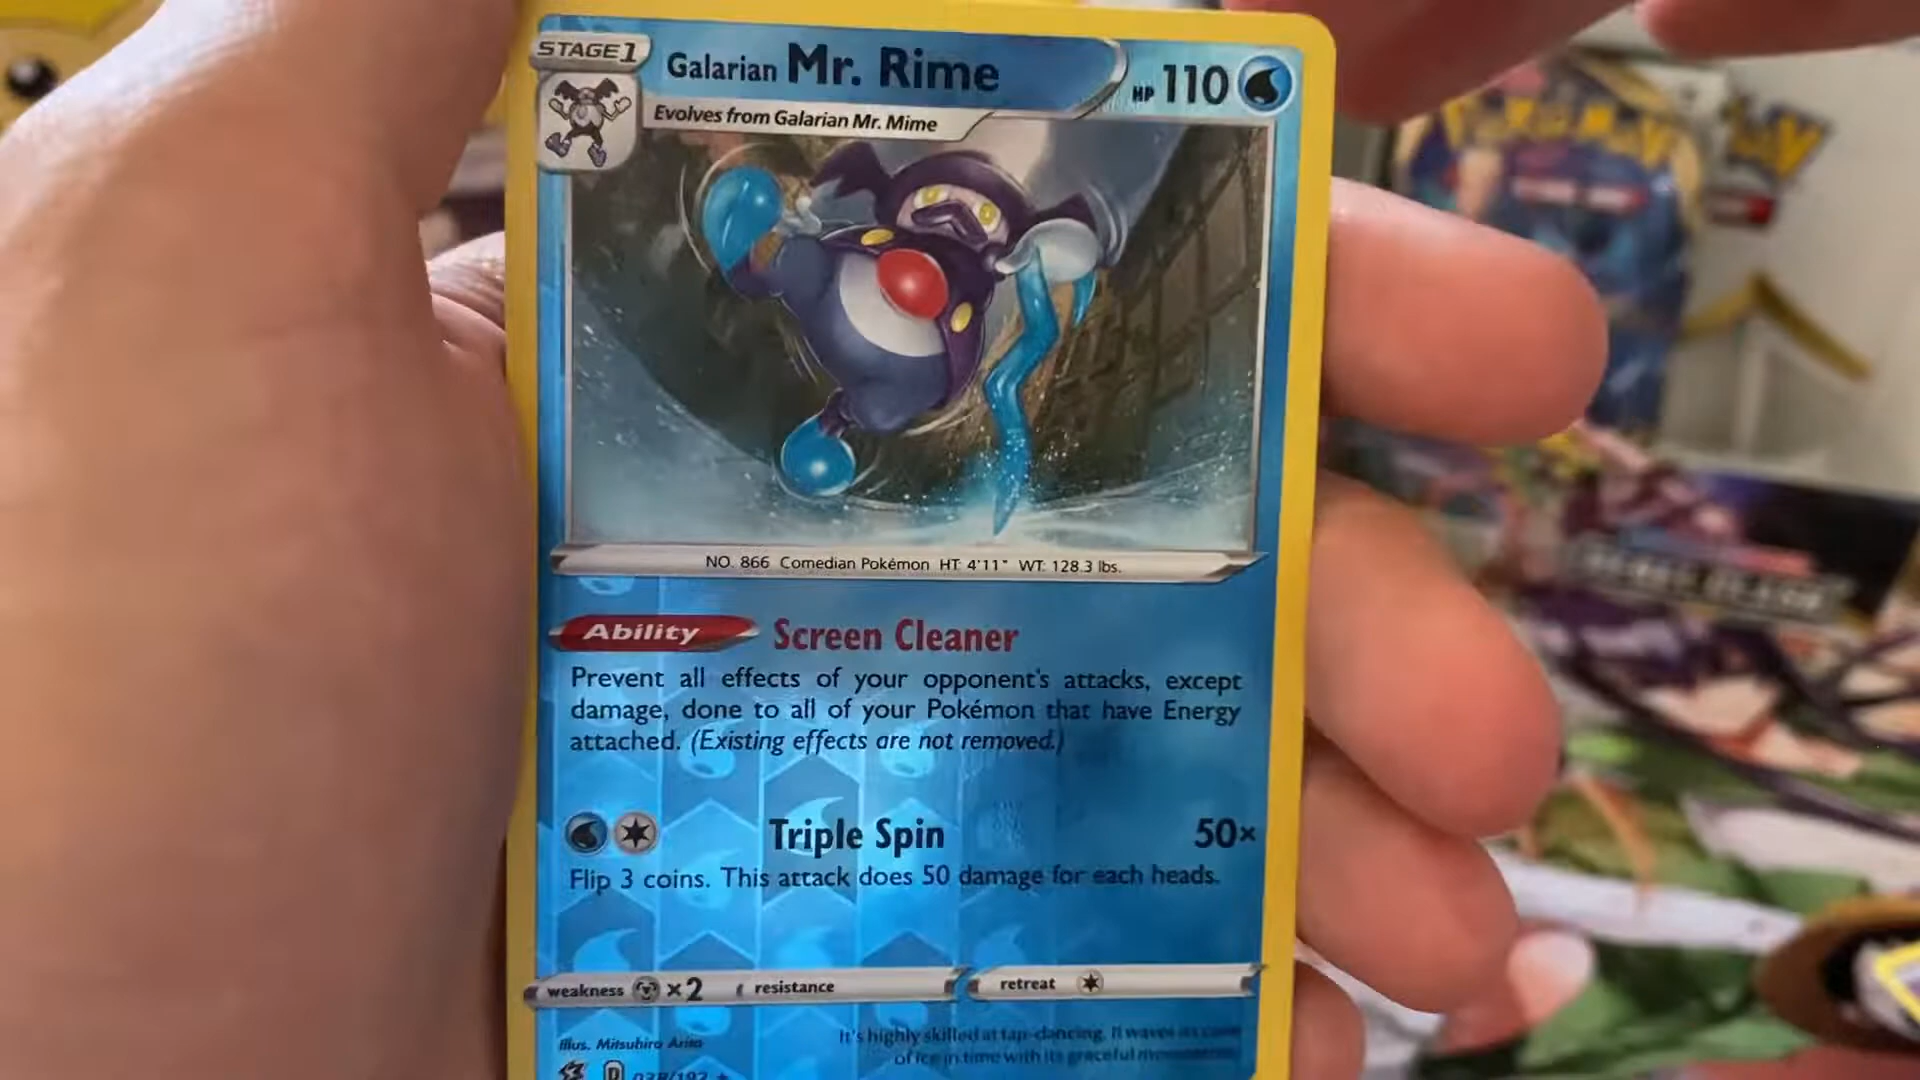 STAGE 1
Galarian Mr. Rime
HP 110
Evolves from Galarian Mr. Mime
NO. 866 Comedian Pokémon HT: 4'11" WT: 128.3 lbs.
Ability Screen Cleaner
Prevent all effects of your opponent's attacks, except
damage, done to all of your Pokémon that have Energy
attached. (Existing effects are not removed.)
Triple Spin 50×
Flip 3 coins. This attack does 50 damage for each heads.
weakness ×2 resistance retreat
Illus. Mitsuhiro Arita
It's highly skilled at tap-dancing. It waves its cane
of ice in time with its graceful movements.
D 038/192
POKÉMON